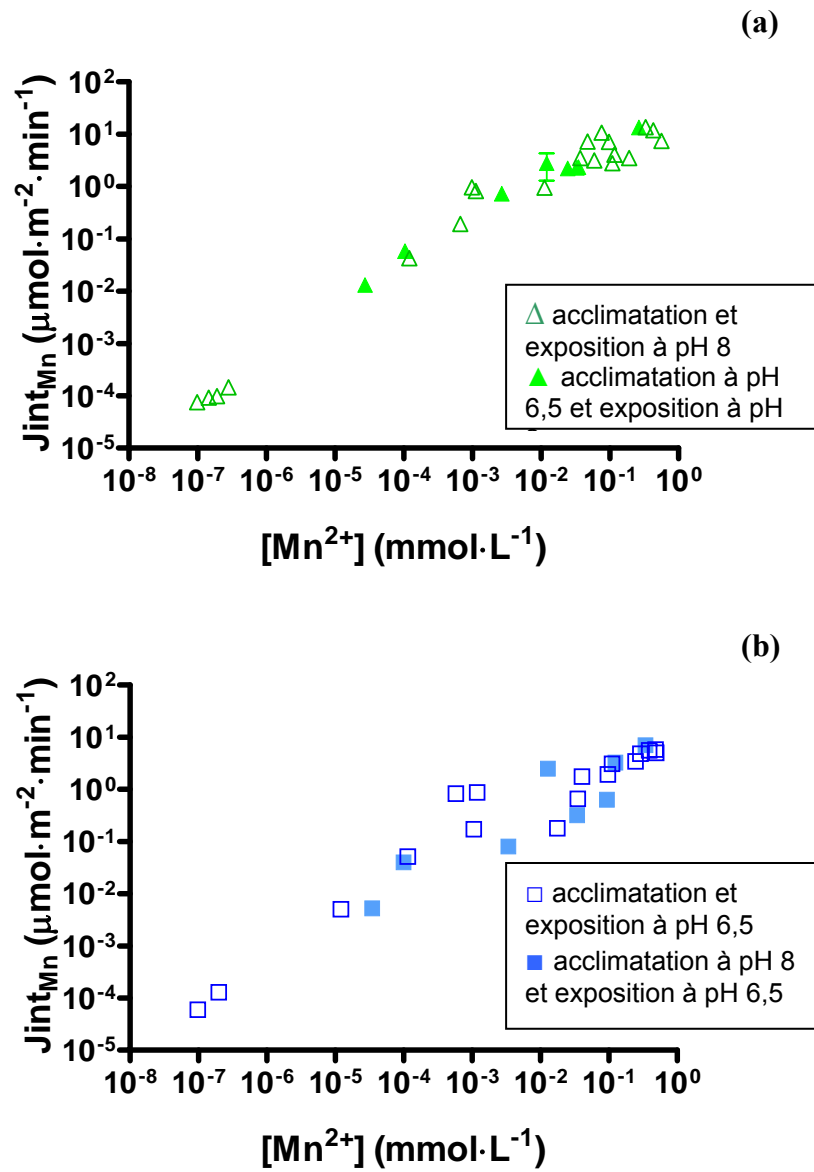 (a)
Jint_Mn (µmol·m⁻²·min⁻¹)
10²
10¹
10⁰
10⁻¹
10⁻²
10⁻³
10⁻⁴
10⁻⁵
acclimatation et
exposition à pH 8
acclimatation à pH
6,5 et exposition à pH
10⁻⁸ 10⁻⁷ 10⁻⁶ 10⁻⁵ 10⁻⁴ 10⁻³ 10⁻² 10⁻¹ 10⁰
[Mn²⁺] (mmol·L⁻¹)
(b)
Jint_Mn (µmol·m⁻²·min⁻¹)
10²
10¹
10⁰
10⁻¹
10⁻²
10⁻³
10⁻⁴
10⁻⁵
acclimatation et
exposition à pH 6,5
acclimatation à pH 8
et exposition à pH 6,5
10⁻⁸ 10⁻⁷ 10⁻⁶ 10⁻⁵ 10⁻⁴ 10⁻³ 10⁻² 10⁻¹ 10⁰
[Mn²⁺] (mmol·L⁻¹)